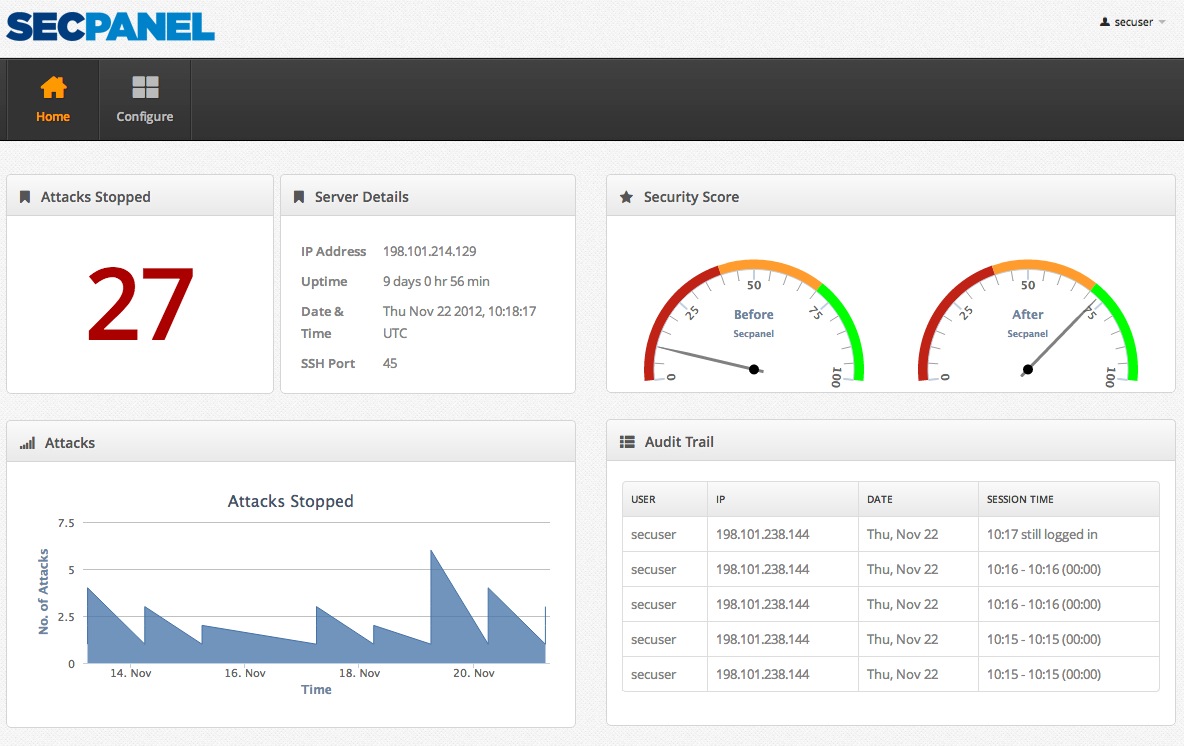 SECPANEL
secuser
Home
Configure
Attacks Stopped
27
Server Details
IP Address 198.101.214.129
Uptime 9 days 0 hr 56 min
Date & Thu Nov 22 2012, 10:18:17
Time UTC
SSH Port 45
Security Score
0 25 50 75 100
Before
Secpanel
0 25 50 75 100
After
Secpanel
Attacks
Attacks Stopped
No. of Attacks
7.5
5
2.5
0
14. Nov 16. Nov 18. Nov 20. Nov
Time
Audit Trail
USER IP DATE SESSION TIME
secuser 198.101.238.144 Thu, Nov 22 10:17 still logged in
secuser 198.101.238.144 Thu, Nov 22 10:16 - 10:16 (00:00)
secuser 198.101.238.144 Thu, Nov 22 10:16 - 10:16 (00:00)
secuser 198.101.238.144 Thu, Nov 22 10:15 - 10:15 (00:00)
secuser 198.101.238.144 Thu, Nov 22 10:15 - 10:15 (00:00)